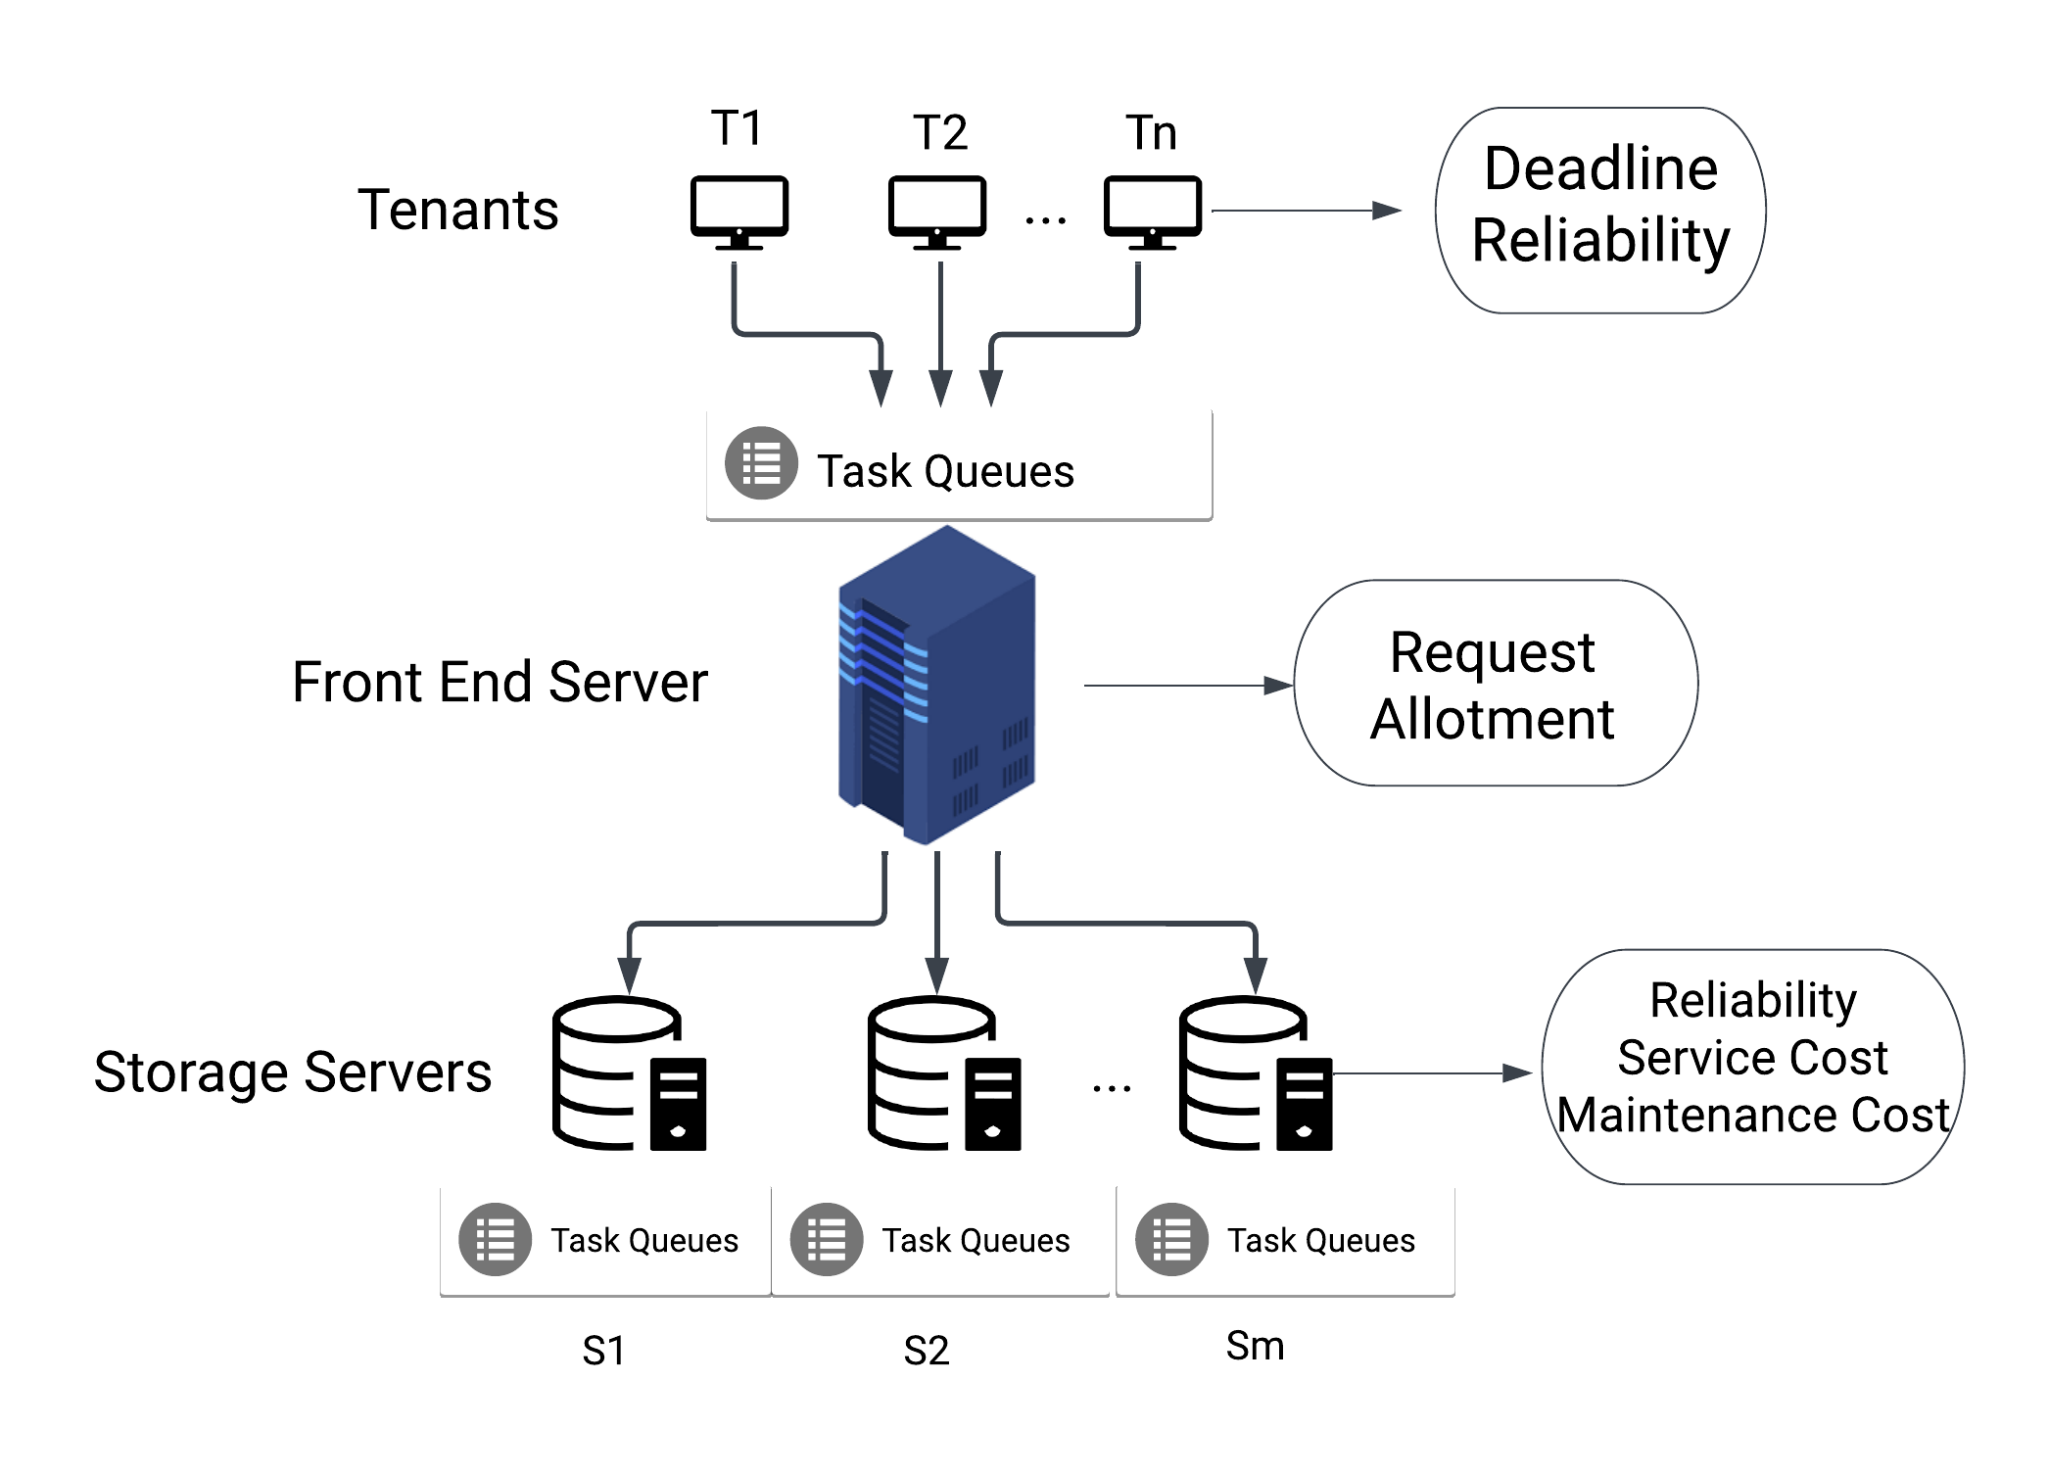 T1
T2
Tn
Tenants
...
Deadline
Reliability
Task Queues
Front End Server
Request
Allotment
Storage Servers
...
Reliability
Service Cost
Maintenance Cost
Task Queues
Task Queues
Task Queues
S1
S2
Sm